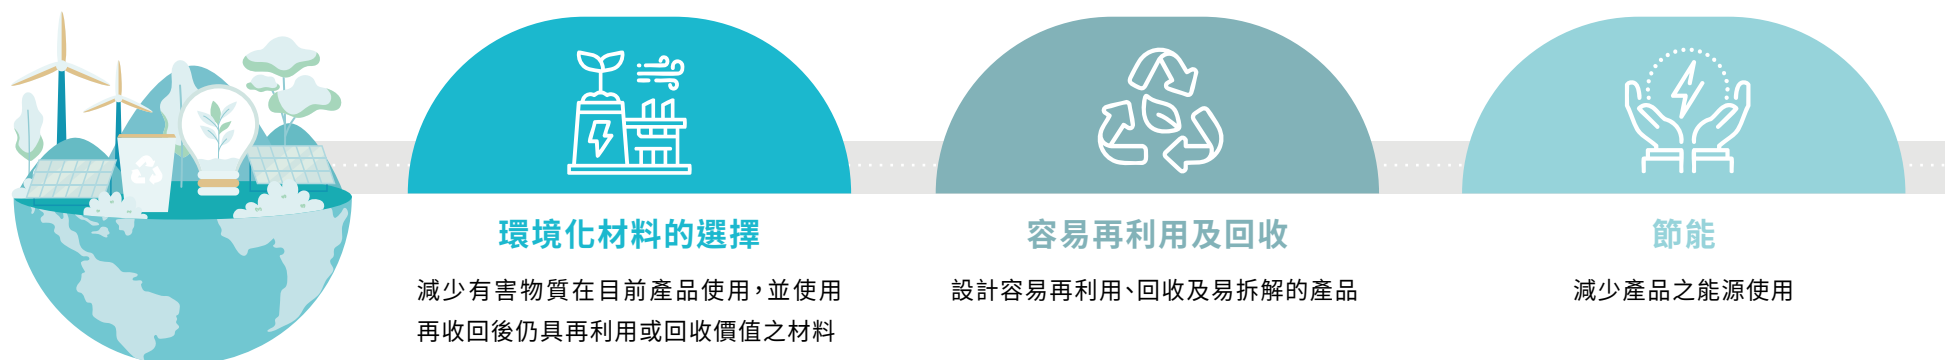 環境化材料的選擇
減少有害物質在目前產品使用，並使用
再收回後仍具再利用或回收價值之材料
容易再利用及回收
設計容易再利用、回收及易拆解的產品
節能
減少產品之能源使用